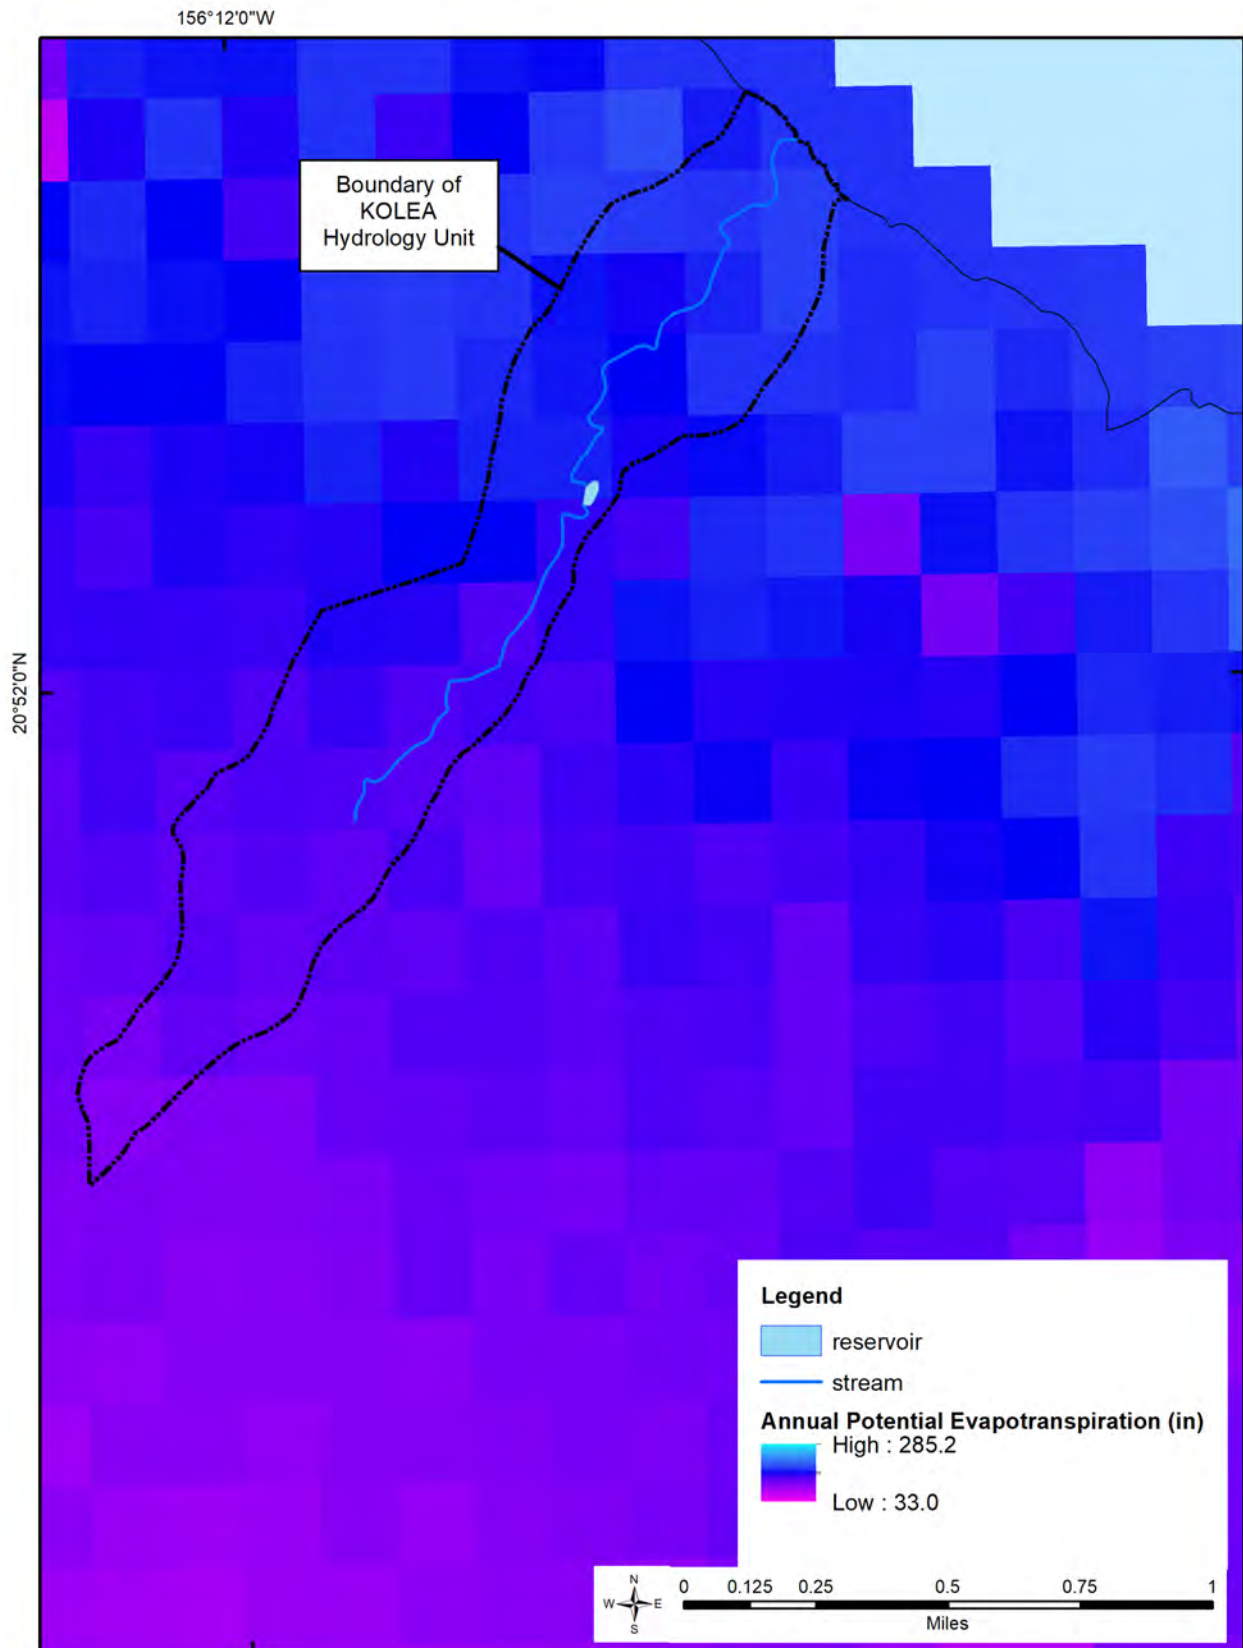 156°12'0"W
Boundary of
KOLEA
Hydrology Unit
20°52'0"N
Legend
reservoir
stream
Annual Potential Evapotranspiration (in)
High : 285.2
Low : 33.0
N
W E
S
0 0.125 0.25 0.5 0.75 1
Miles